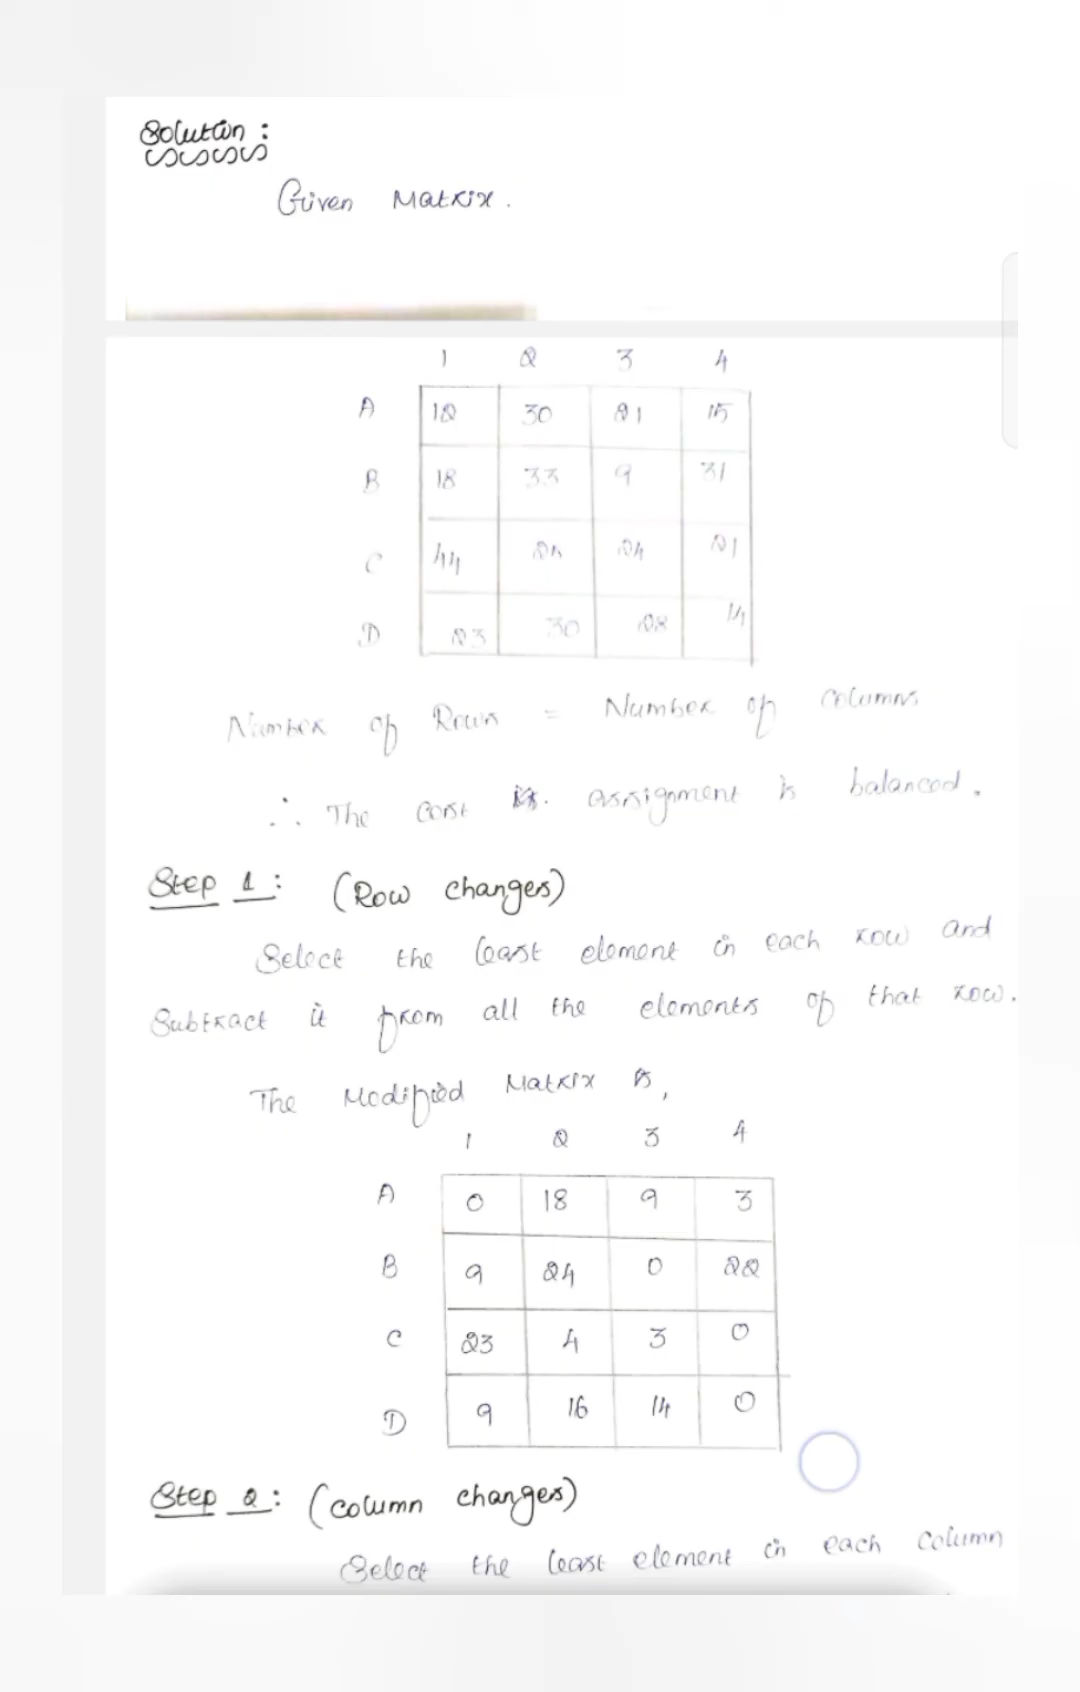 Solution :
Given Matrix.
1 2 3 4
A 12 30 21 15
B 18 33 9 31
C 44 25 24 21
D 23 30 28 14
Number of Rows = Number of columns
∴ The cost is. assignment is balanced.
Step 1 : (Row changes)
Select the least element in each row and
Subtract it from all the elements of that row.
The Modified Matrix is,
1 2 3 4
A 0 18 9 3
B 9 24 0 22
C 23 4 3 0
D 9 16 14 0
Step 2 : (column changes)
Select the least element in each column